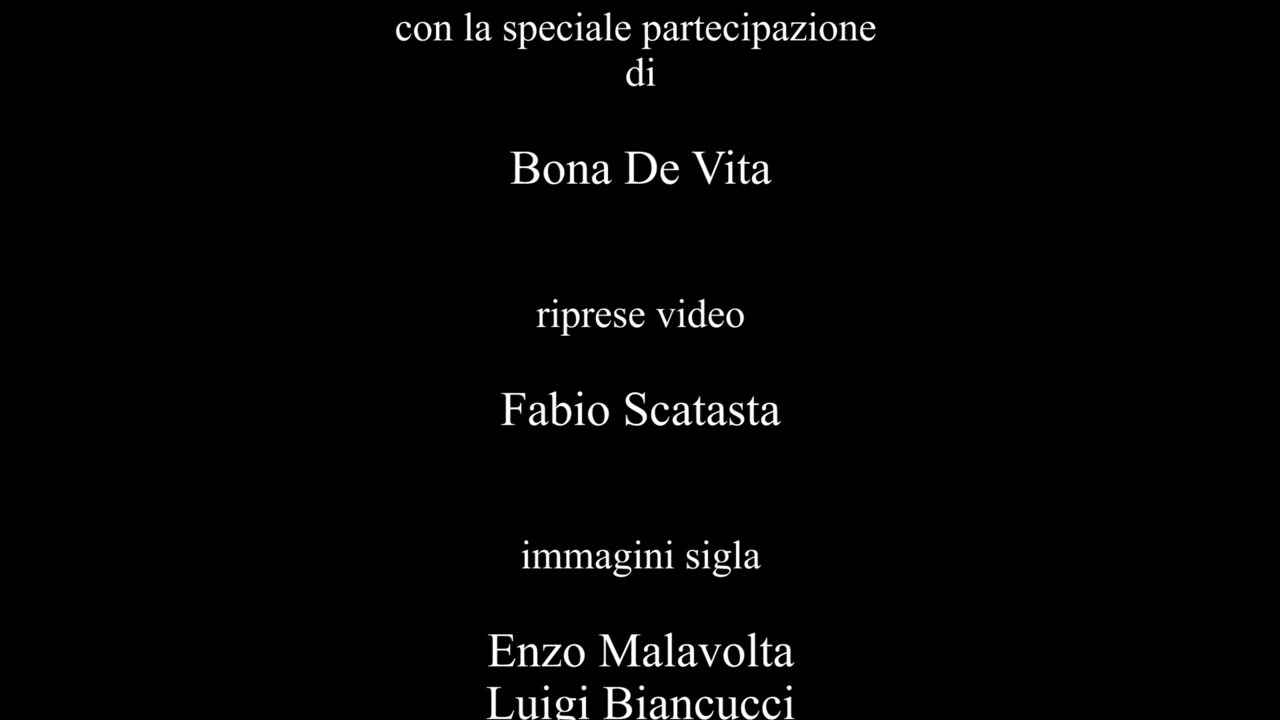 con la speciale partecipazione
di
Bona De Vita
riprese video
Fabio Scatasta
immagini sigla
Enzo Malavolta
Luigi Biancucci